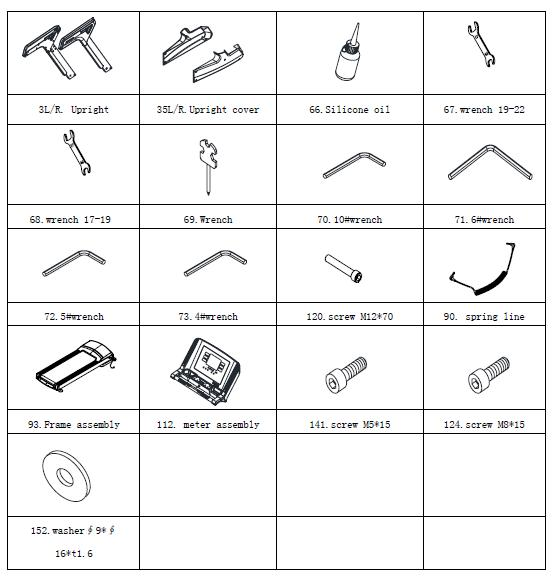 3L/R. Upright
35L/R.Upright cover
66.Silicone oil
67.wrench 19-22
68.wrench 17-19
69.Wrench
70.10#wrench
71.6#wrench
72.5#wrench
73.4#wrench
120.screw M12*70
90. spring line
93.Frame assembly
112. meter assembly
141.screw M5*15
124.screw M8*15
152.washer∮9*∮
16*t1.6